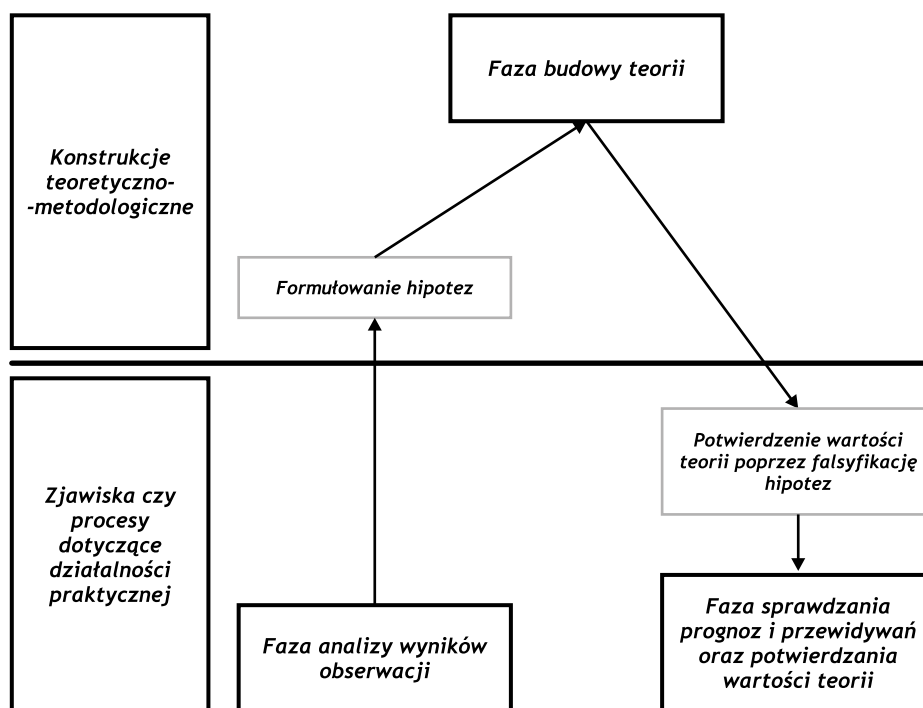 Faza budowy teorii
Konstrukcje
teoretyczno-
-metodologiczne
Formułowanie hipotez
Potwierdzenie wartości
teorii poprzez falsyfikację
hipotez
Zjawiska czy
procesy
dotyczące
działalności
praktycznej
Faza analizy wyników
obserwacji
Faza sprawdzania
prognoz i przewidywań
oraz potwierdzania
wartości teorii